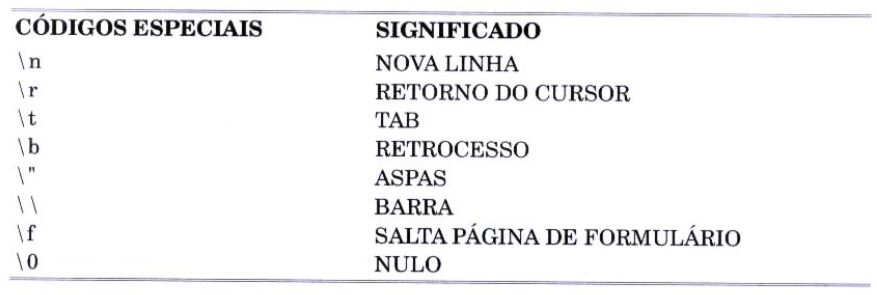 CÓDIGOS ESPECIAIS SIGNIFICADO
\n NOVA LINHA
\r RETORNO DO CURSOR
\t TAB
\b RETROCESSO
\" ASPAS
\\ BARRA
\f SALTA PÁGINA DE FORMULÁRIO
\0 NULO